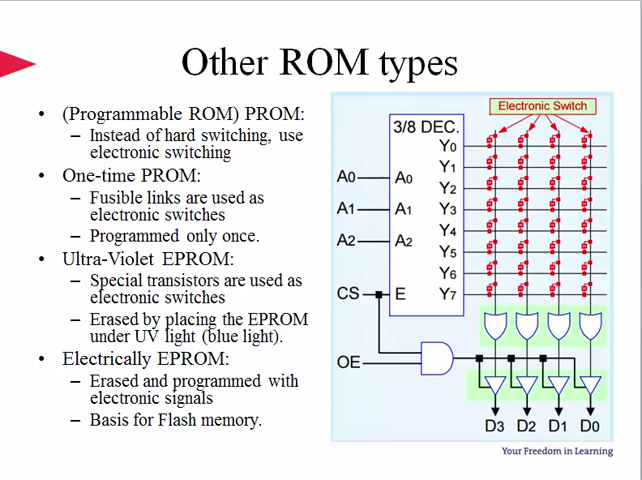 Other ROM types
• (Programmable ROM) PROM:
– Instead of hard switching, use
electronic switching
• One-time PROM:
– Fusible links are used as
electronic switches
– Programmed only once.
• Ultra-Violet EPROM:
– Special transistors are used as
electronic switches
– Erased by placing the EPROM
under UV light (blue light).
• Electrically EPROM:
– Erased and programmed with
electronic signals
– Basis for Flash memory.
Electronic Switch
3/8 DEC.
Y0
Y1
A0 A0 Y2
A1 A1 Y3
Y4
A2 A2 Y5
Y6
CS E Y7
OE
D3 D2 D1 D0
Your Freedom in Learning